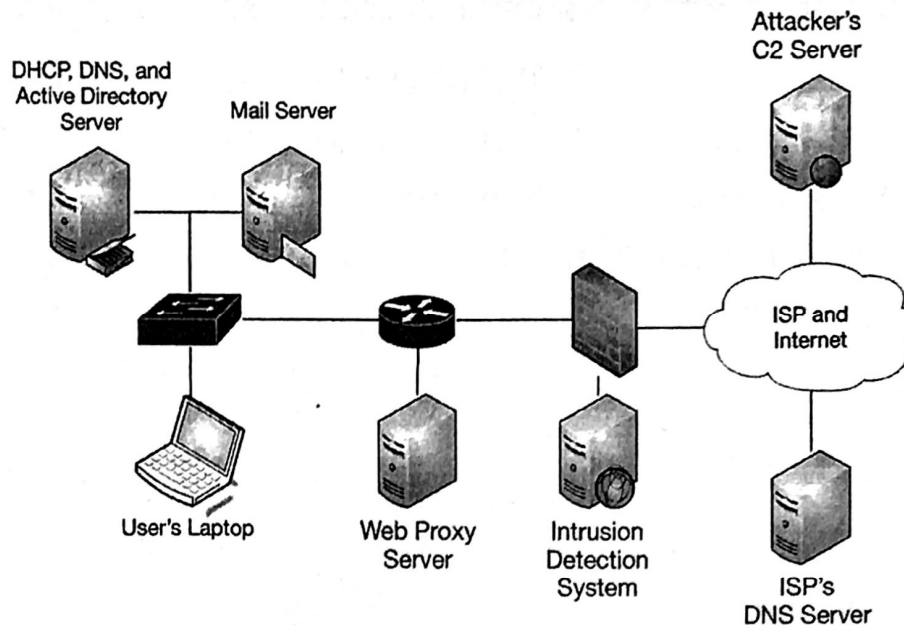 Attacker's
C2 Server
DHCP, DNS, and
Active Directory
Server
Mail Server
ISP and
Internet
User's Laptop
Web Proxy
Server
Intrusion
Detection
System
ISP's
DNS Server